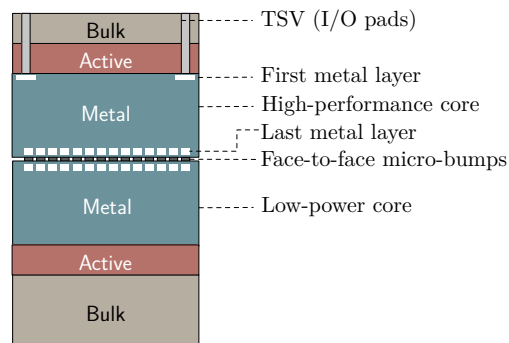 TSV (I/O pads)
Bulk
Active
First metal layer
High-performance core
Metal
Last metal layer
Face-to-face micro-bumps
Metal
Low-power core
Active
Bulk